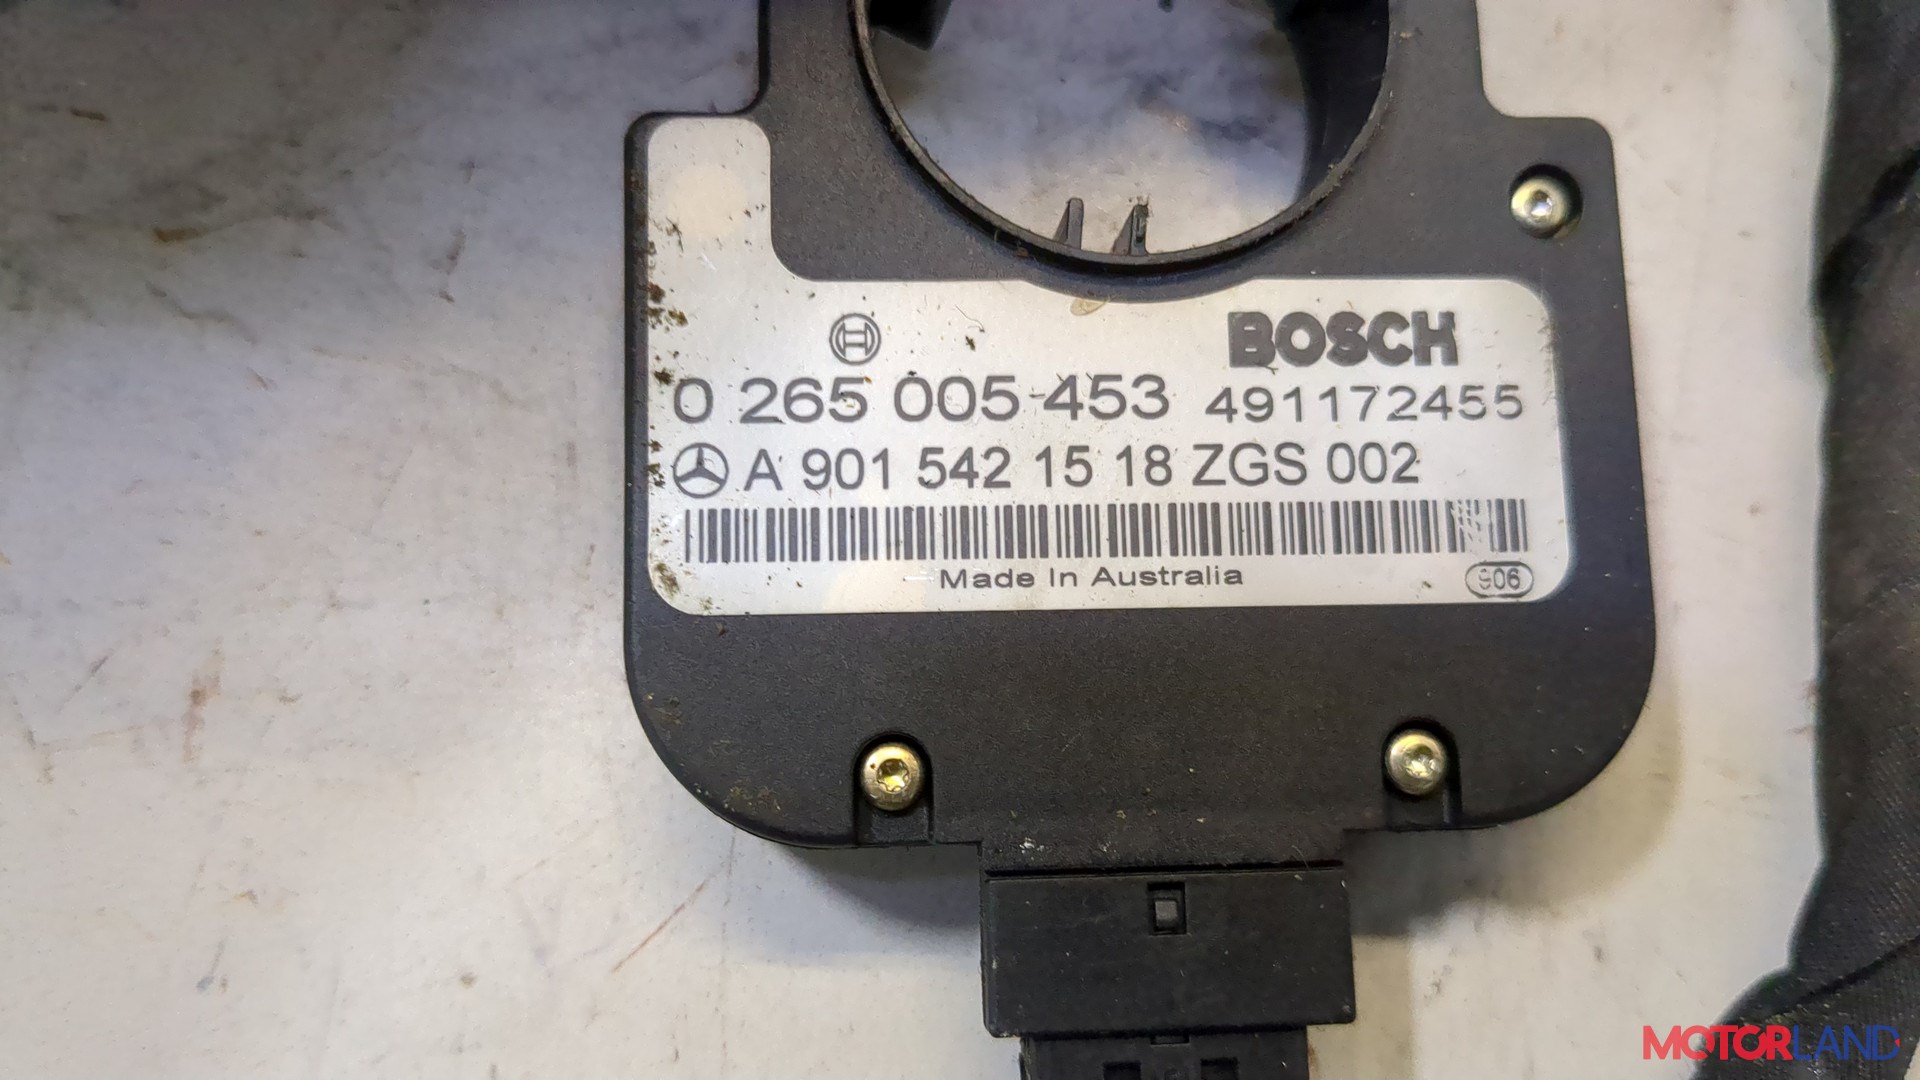 BOSCH
0 265 005 453 491172455
A 901 542 15 18 ZGS 002
Made In Australia
906
MOTORLAND